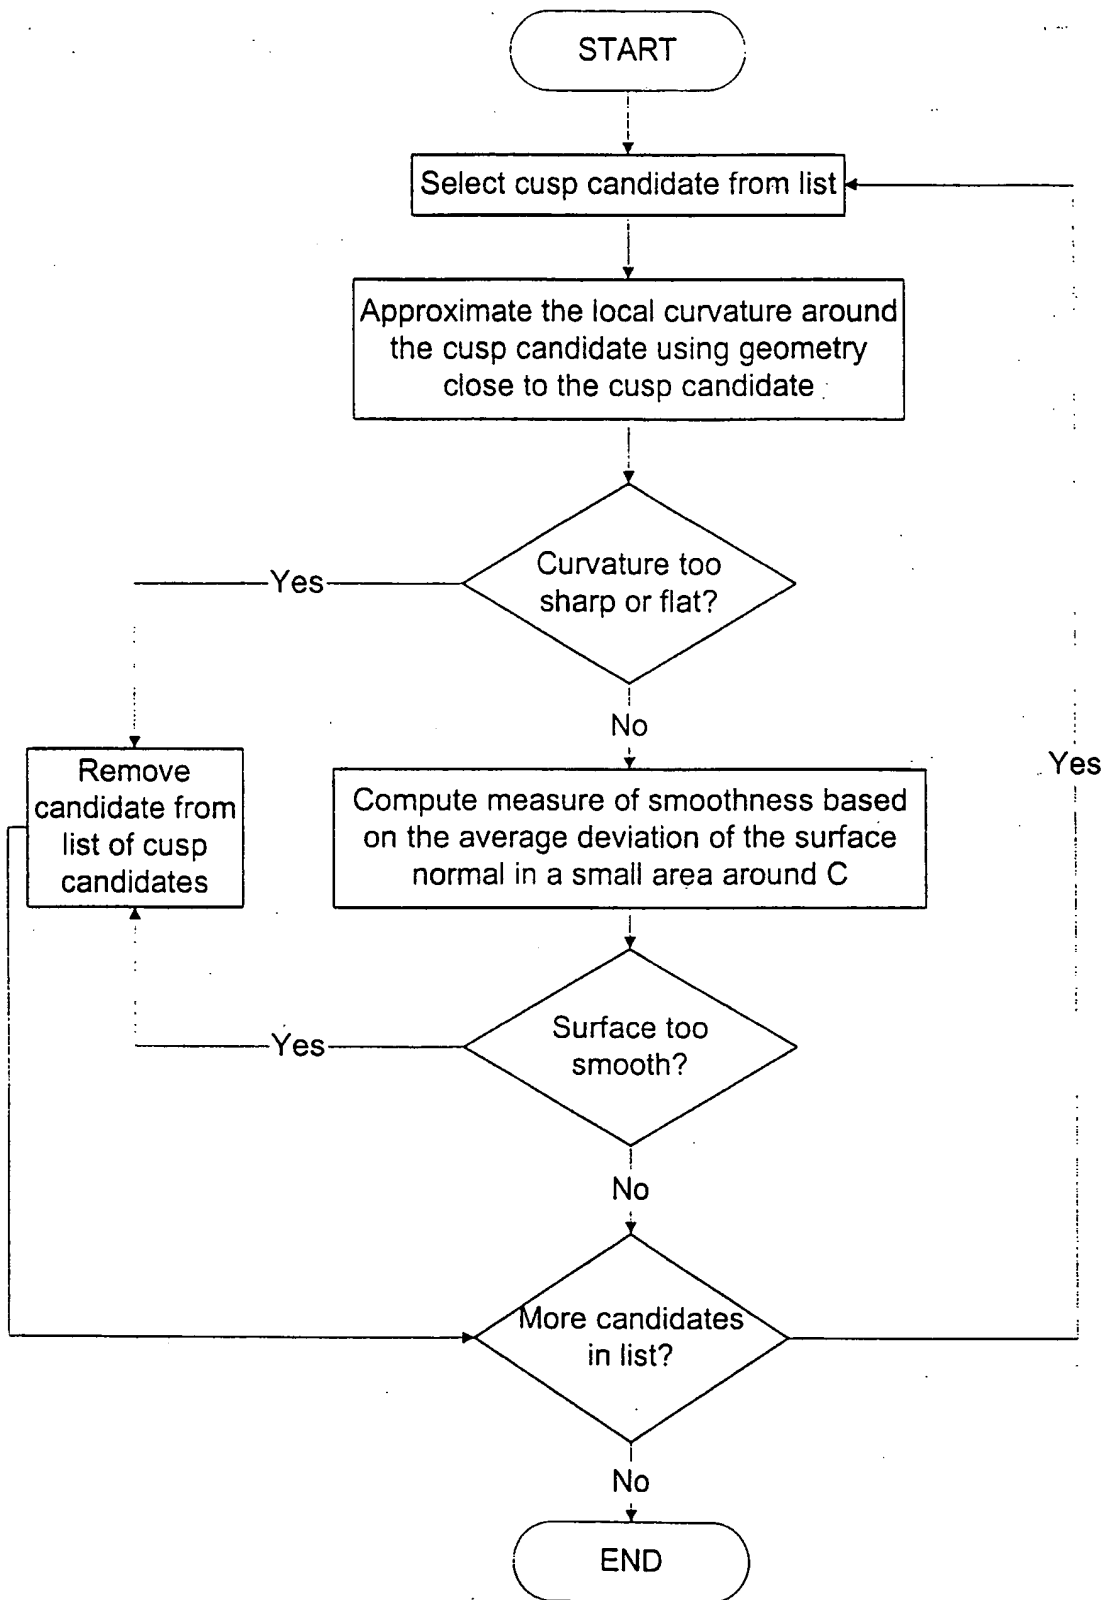 START
Select cusp candidate from list
Approximate the local curvature around
the cusp candidate using geometry
close to the cusp candidate
Curvature too
sharp or flat?
Yes
No
Remove
candidate from
list of cusp
candidates
Compute measure of smoothness based
on the average deviation of the surface
normal in a small area around C
Yes
Surface too
smooth?
Yes
No
More candidates
in list?
No
END